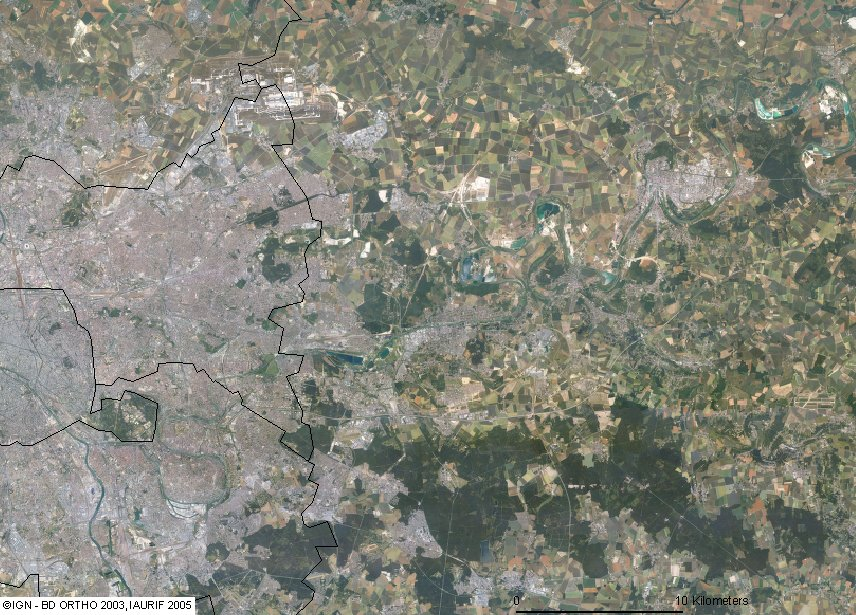 0 10 Kilometers
©IGN - BD ORTHO 2003, IAURIF 2005